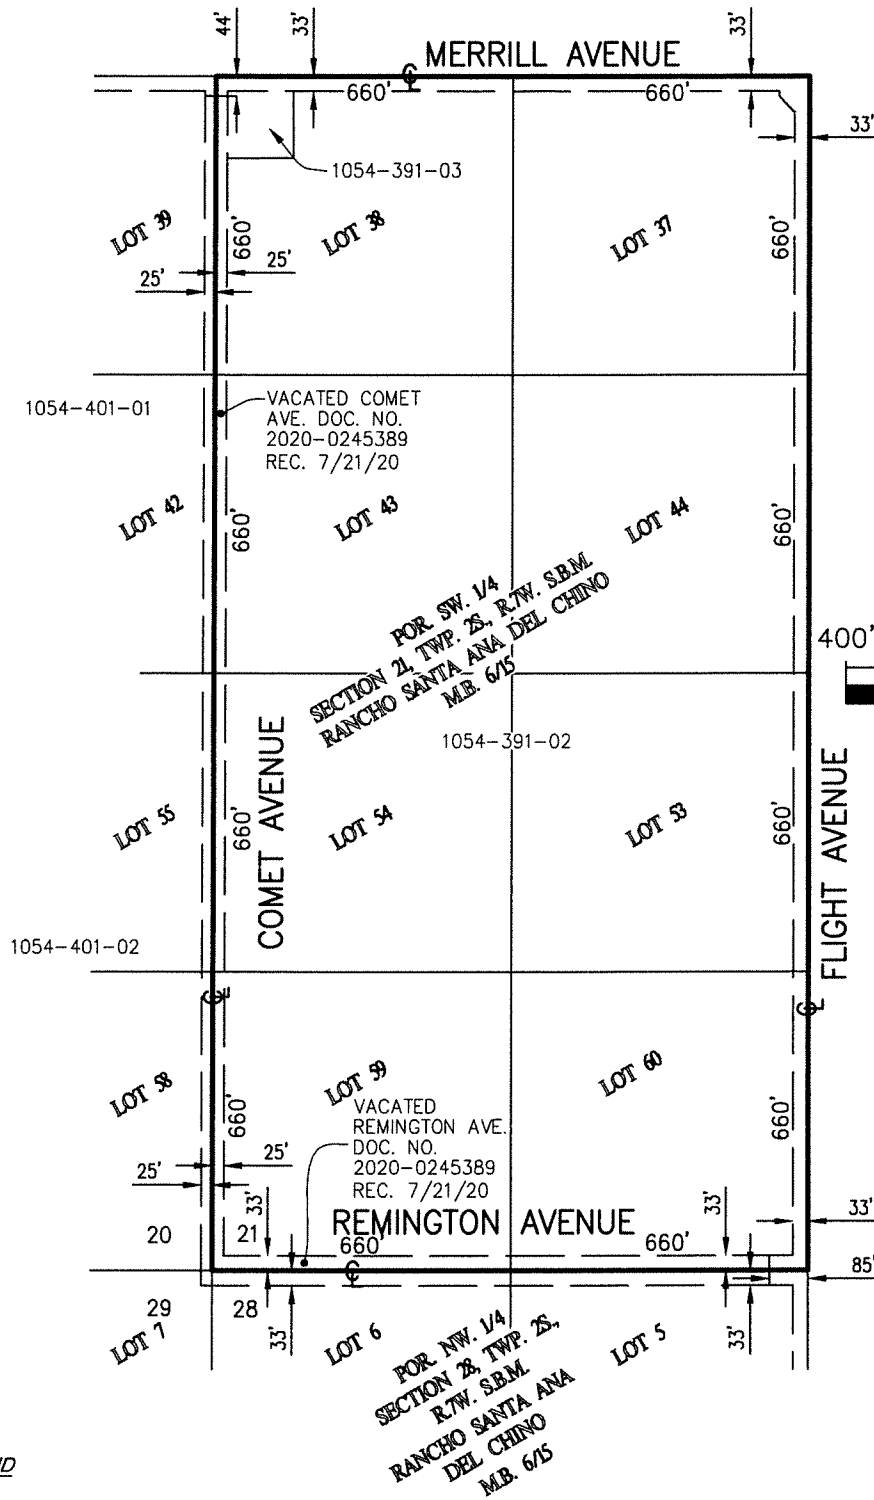 44'
33'
MERRILL AVENUE
33'
660'
660'
33'
1054-391-03
LOT 39
660'
LOT 38
LOT 37
660'
25'
25'
1054-401-01
VACATED COMET
AVE. DOC. NO.
2020-0245389
REC. 7/21/20
LOT 42
660'
LOT 43
LOT 44
660'
POR. SW. 1/4
SECTION 21, TWP. 2S., R.7W. S.B.M.
RANCHO SANTA ANA DEL CHINO
M.B. 6/15
400'
1054-391-02
COMET AVENUE
LOT 55
660'
LOT 54
LOT 53
660'
FLIGHT AVENUE
1054-401-02
LOT 58
660'
LOT 59
LOT 60
660'
VACATED
REMINGTON AVE.
DOC. NO.
2020-0245389
REC. 7/21/20
25'
25'
33'
33'
33'
20
21
REMINGTON AVENUE
660'
660'
85'
29
28
LOT 7
33'
LOT 6
LOT 5
33'
POR. NW. 1/4
SECTION 28, TWP. 2S.,
R.7W. S.B.M.
RANCHO SANTA ANA
DEL CHINO
M.B. 6/15